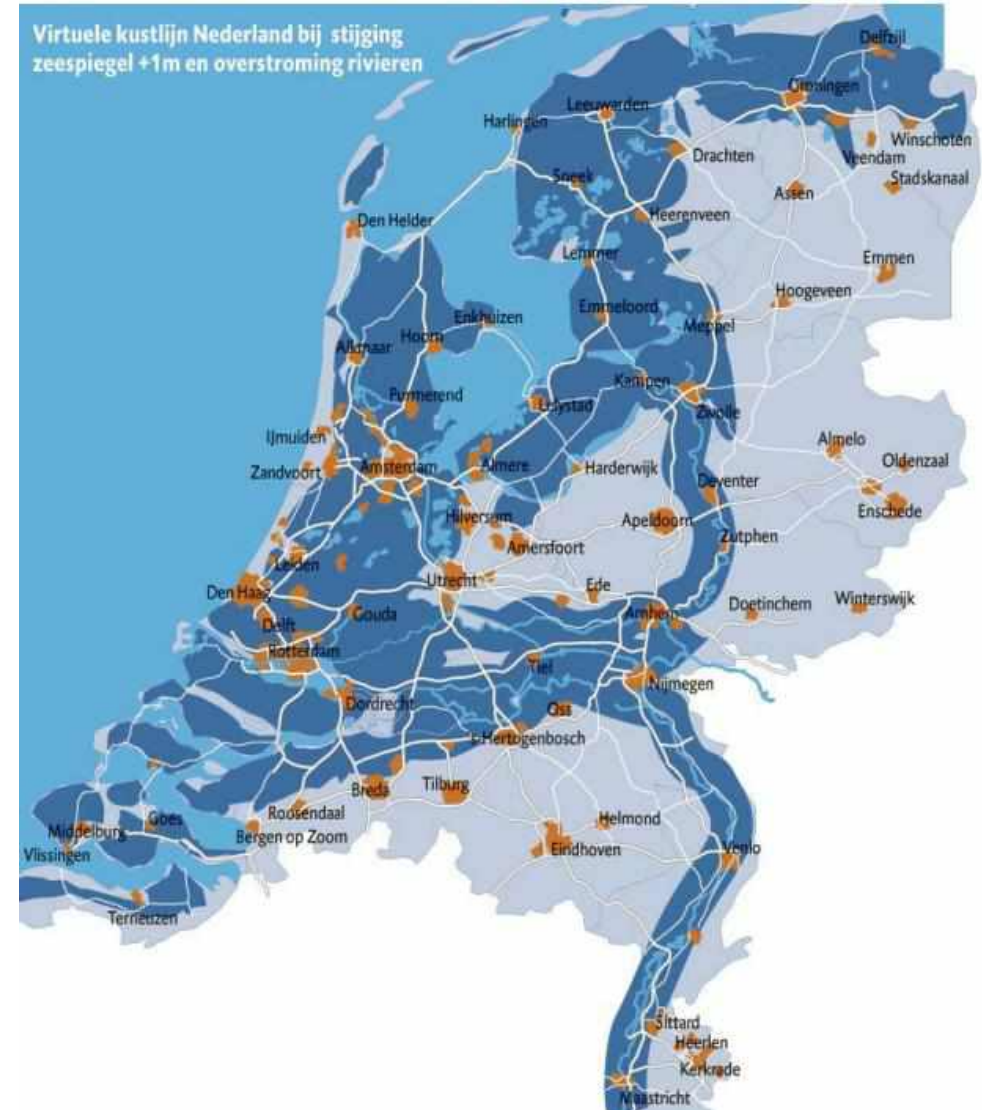 Virtuele kustlijn Nederland bij stijging
zeespiegel +1m en overstroming rivieren
Delfzijl
Groningen
Leeuwarden
Harlingen
Winschoten
Drachten
Veendam
Sneek
Stadskanaal
Assen
Heerenveen
Den Helder
Lemmer
Emmen
Hoogeveen
Emmeloord
Enkhuizen
Meppel
Hoorn
Alkmaar
Kampen
Purmerend
Lelystad
Zwolle
IJmuiden
Almelo
Oldenzaal
Zandvoort
Amsterdam
Almere
Harderwijk
Deventer
Enschede
Hilversum
Apeldoorn
Zutphen
Amersfoort
Leiden
Utrecht
Ede
Den Haag
Doetinchem
Winterswijk
Gouda
Arnhem
Delft
Rotterdam
Tiel
Nijmegen
Dordrecht
Oss
's-Hertogenbosch
Breda
Tilburg
Roosendaal
Goes
Helmond
Middelburg
Bergen op Zoom
Vlissingen
Eindhoven
Venlo
Terneuzen
Sittard
Heerlen
Kerkrade
Maastricht